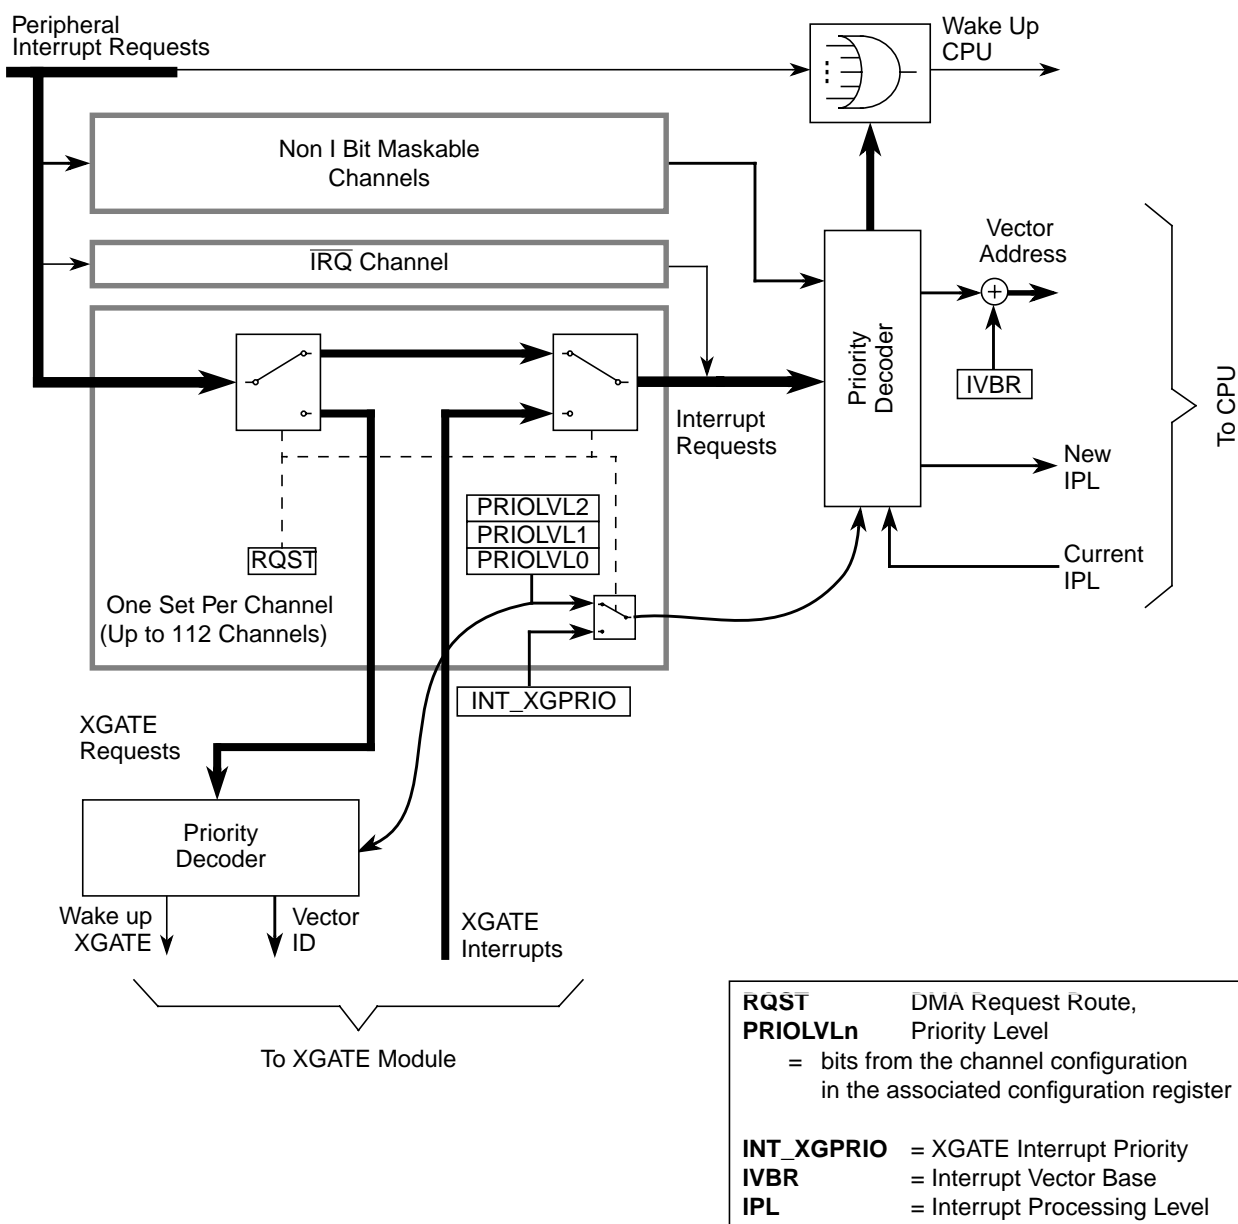 Peripheral
Interrupt Requests
Wake Up
CPU
Non I Bit Maskable
Channels
IRQ Channel
Vector
Address
Priority
Decoder
IVBR
To CPU
Interrupt
Requests
New
IPL
PRIOLVL2
PRIOLVL1
PRIOLVL0
RQST
Current
IPL
One Set Per Channel
(Up to 112 Channels)
INT_XGPRIO
XGATE
Requests
Priority
Decoder
Wake up
XGATE
Vector
ID
XGATE
Interrupts
To XGATE Module
RQST DMA Request Route,
PRIOLVLn Priority Level
= bits from the channel configuration
in the associated configuration register
INT_XGPRIO = XGATE Interrupt Priority
IVBR = Interrupt Vector Base
IPL = Interrupt Processing Level